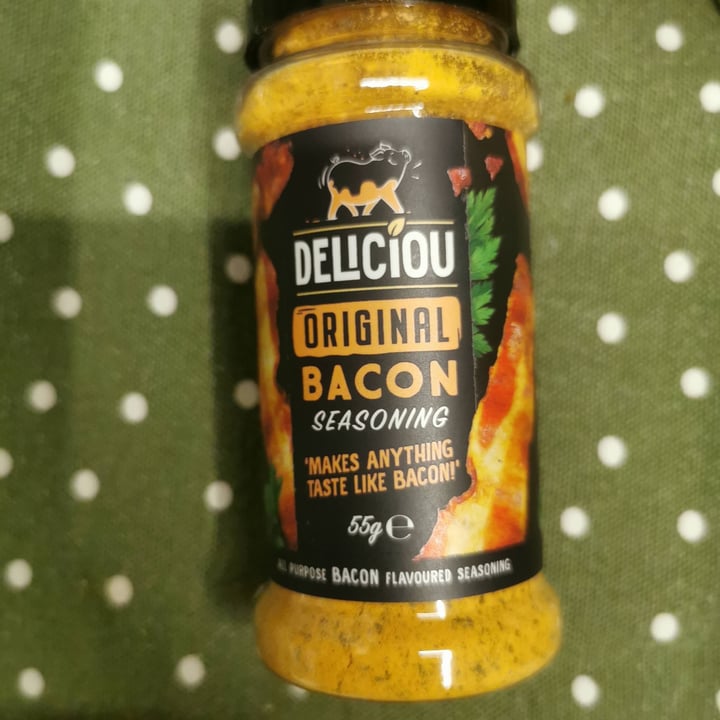 DELICIOU
ORIGINAL
BACON
SEASONING
'MAKES ANYTHING
TASTE LIKE BACON!'
55g ℮
ALL PURPOSE BACON FLAVOURED SEASONING